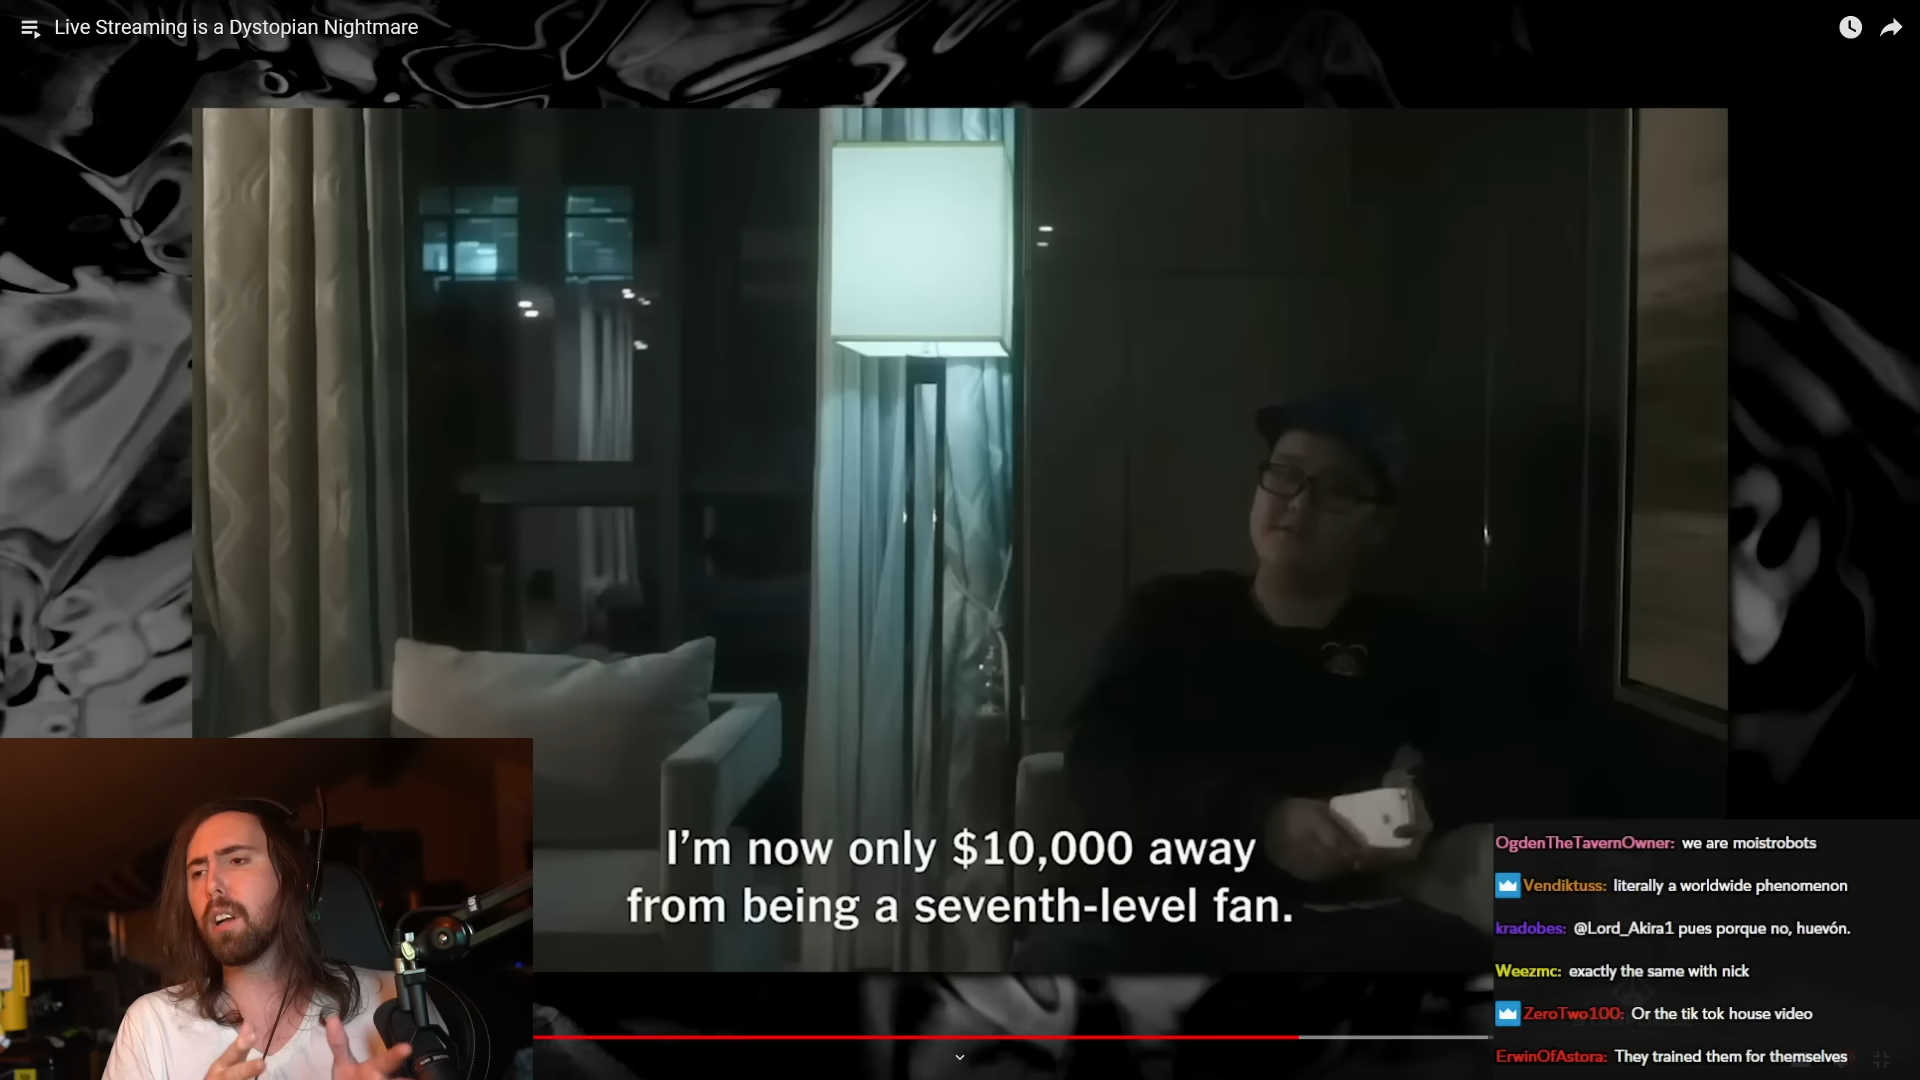 Live Streaming is a Dystopian Nightmare
I'm now only $10,000 away
from being a seventh-level fan.
OgdenTheTavernOwner: we are moistrobots
Vendiktuss: literally a worldwide phenomenon
kradobes: @Lord_Akira1 pues porque no, huevón.
Weezmc: exactly the same with nick
ZeroTwo100: Or the tik tok house video
ErwinOfAstora: They trained them for themselves